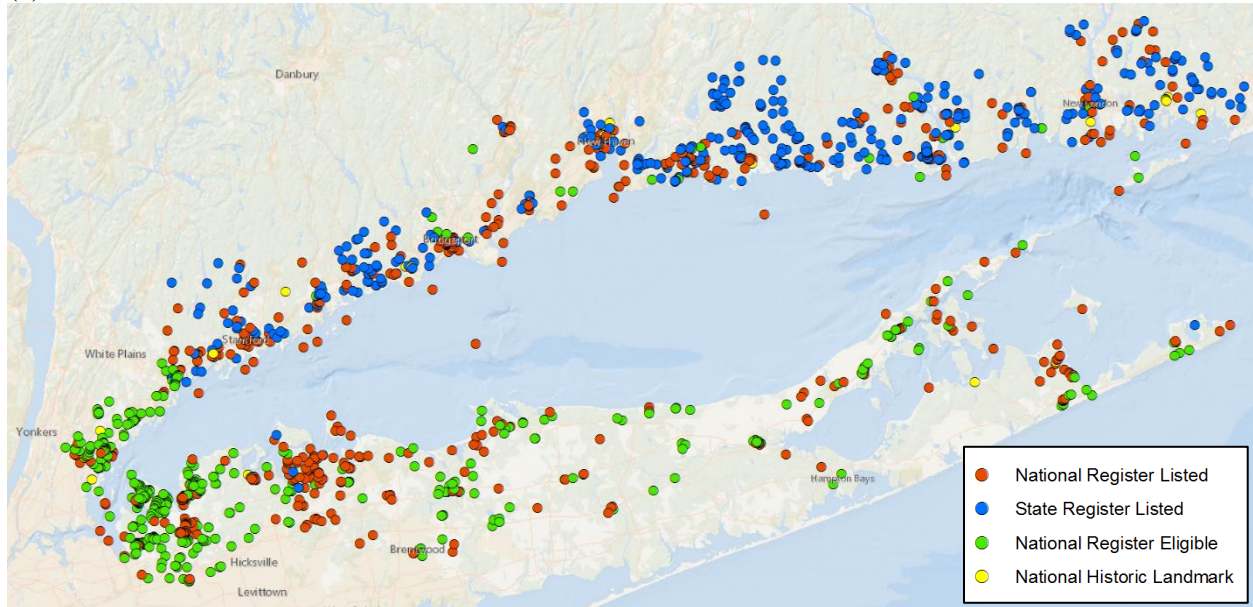 Danbury
New London
New Haven
Bridgeport
Stamford
White Plains
Yonkers
Hampton Bays
Brentwood
Hicksville
Levittown
National Register Listed
State Register Listed
National Register Eligible
National Historic Landmark